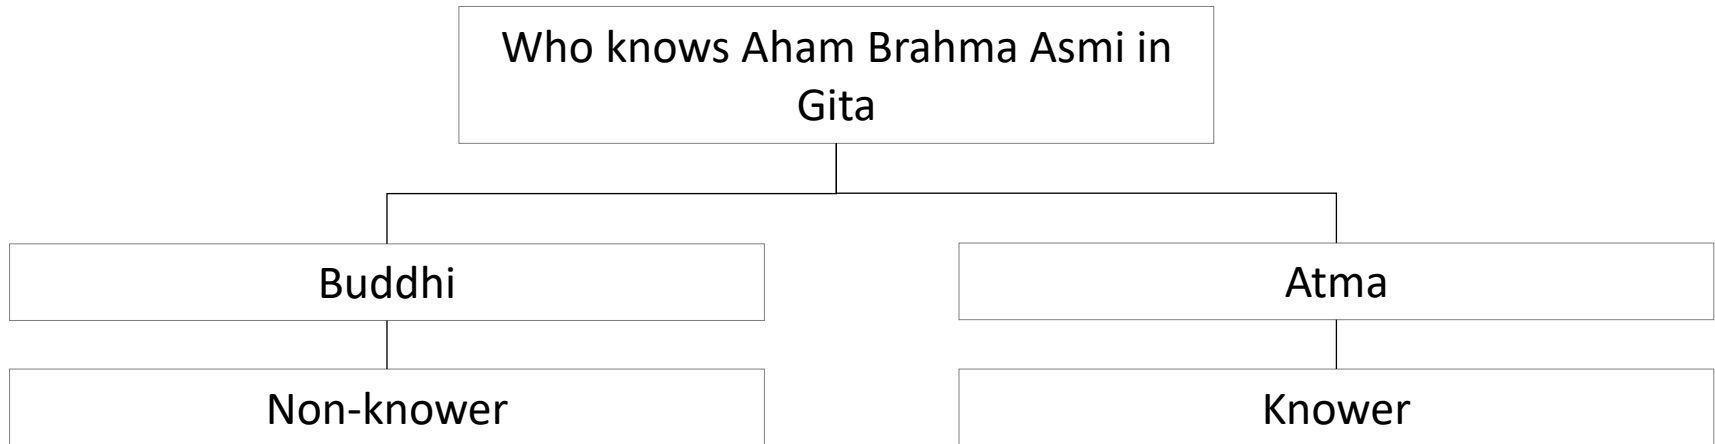 Who knows Aham Brahma Asmi in
Gita
Buddhi
Atma
Non-knower
Knower